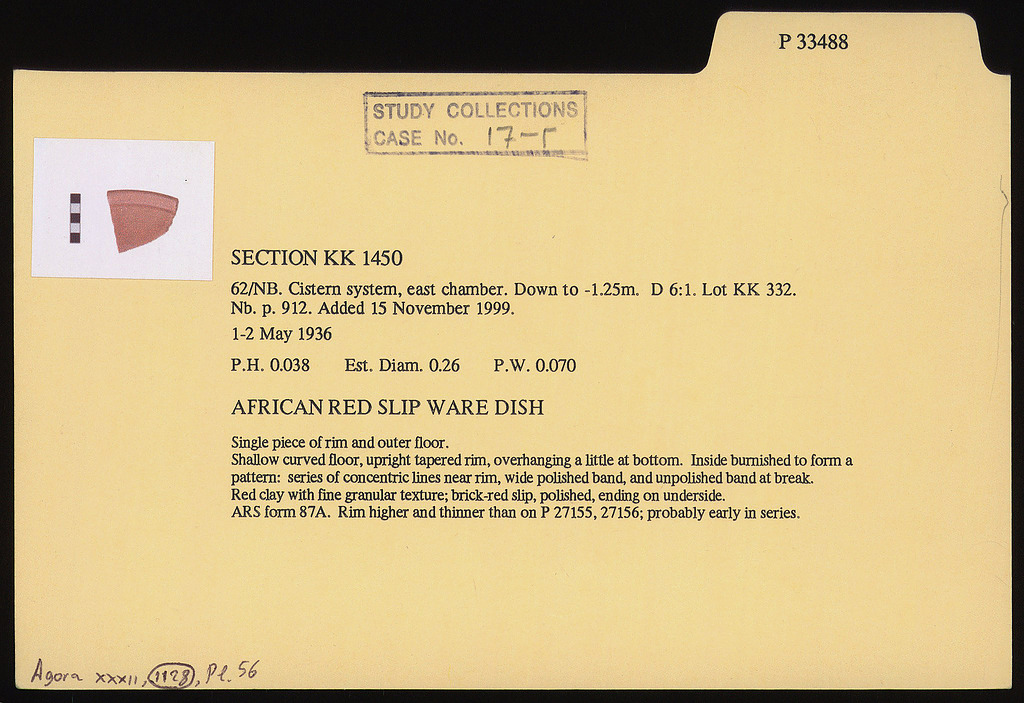 P 33488
STUDY COLLECTIONS
CASE No. 17-Γ
SECTION KK 1450
62/NB. Cistern system, east chamber. Down to -1.25m. D 6:1. Lot KK 332.
Nb. p. 912. Added 15 November 1999.
1-2 May 1936
P.H. 0.038 Est. Diam. 0.26 P.W. 0.070
AFRICAN RED SLIP WARE DISH
Single piece of rim and outer floor.
Shallow curved floor, upright tapered rim, overhanging a little at bottom. Inside burnished to form a
pattern: series of concentric lines near rim, wide polished band, and unpolished band at break.
Red clay with fine granular texture; brick-red slip, polished, ending on underside.
ARS form 87A. Rim higher and thinner than on P 27155, 27156; probably early in series.
Agora XXXII, 1128, Pl. 56